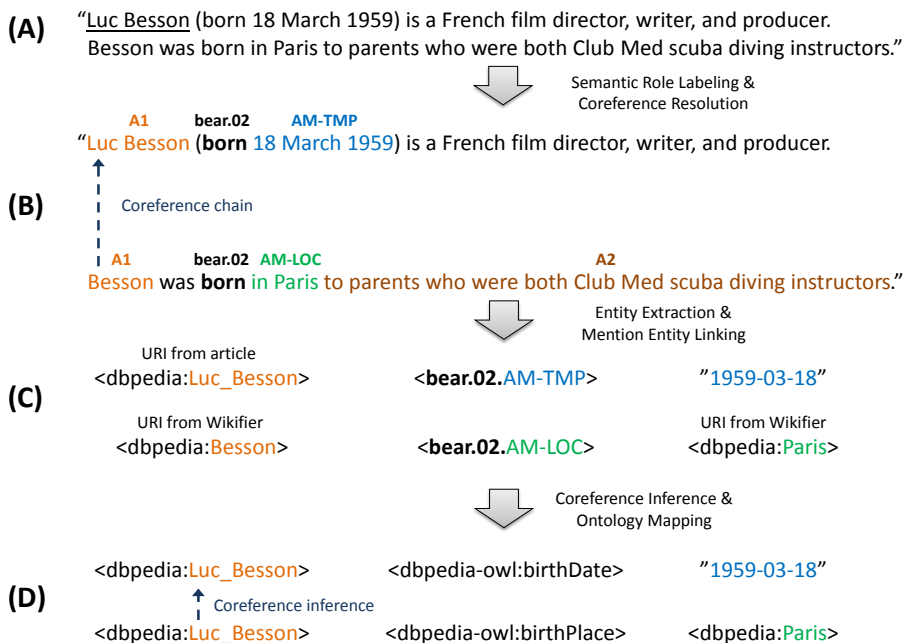 (A)
“Luc Besson (born 18 March 1959) is a French film director, writer, and producer.
Besson was born in Paris to parents who were both Club Med scuba diving instructors.”
Semantic Role Labeling &
Coreference Resolution
A1 bear.02 AM-TMP
“Luc Besson (born 18 March 1959) is a French film director, writer, and producer.
(B)
Coreference chain
A1 bear.02 AM-LOC A2
Besson was born in Paris to parents who were both Club Med scuba diving instructors.”
Entity Extraction &
Mention Entity Linking
URI from article
<dbpedia:Luc_Besson> <bear.02.AM-TMP> ”1959-03-18”
(C)
URI from Wikifier URI from Wikifier
<dbpedia:Besson> <bear.02.AM-LOC> <dbpedia:Paris>
Coreference Inference &
Ontology Mapping
<dbpedia:Luc_Besson> <dbpedia-owl:birthDate> ”1959-03-18”
(D)
Coreference inference
<dbpedia:Luc_Besson> <dbpedia-owl:birthPlace> <dbpedia:Paris>